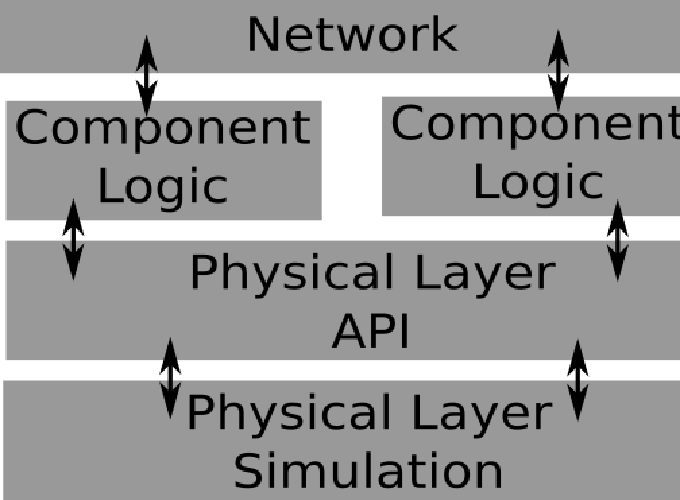 Network
Component
Logic
Component
Logic
Physical Layer
API
Physical Layer
Simulation